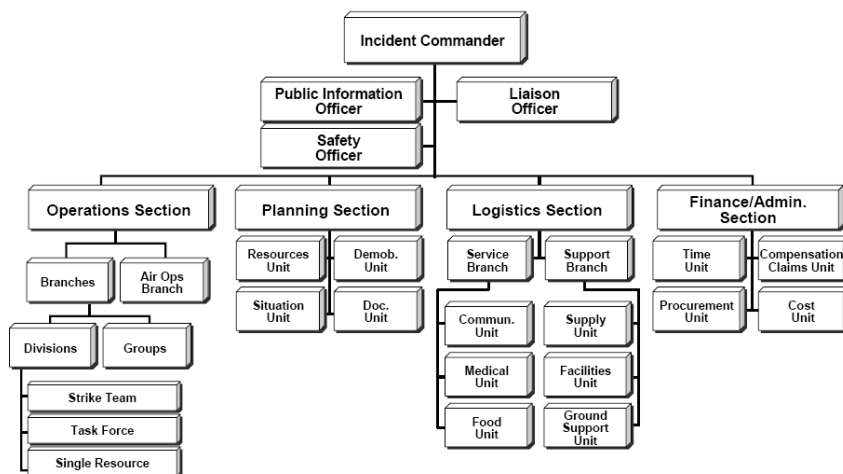 Incident Commander
Public Information
Officer
Liaison
Officer
Safety
Officer
Operations Section
Planning Section
Logistics Section
Finance/Admin.
Section
Branches
Air Ops
Branch
Resources
Unit
Demob.
Unit
Service
Branch
Support
Branch
Time
Unit
Compensation
Claims Unit
Situation
Unit
Doc.
Unit
Procurement
Unit
Cost
Unit
Divisions
Groups
Commun.
Unit
Supply
Unit
Medical
Unit
Facilities
Unit
Food
Unit
Ground
Support
Unit
Strike Team
Task Force
Single Resource